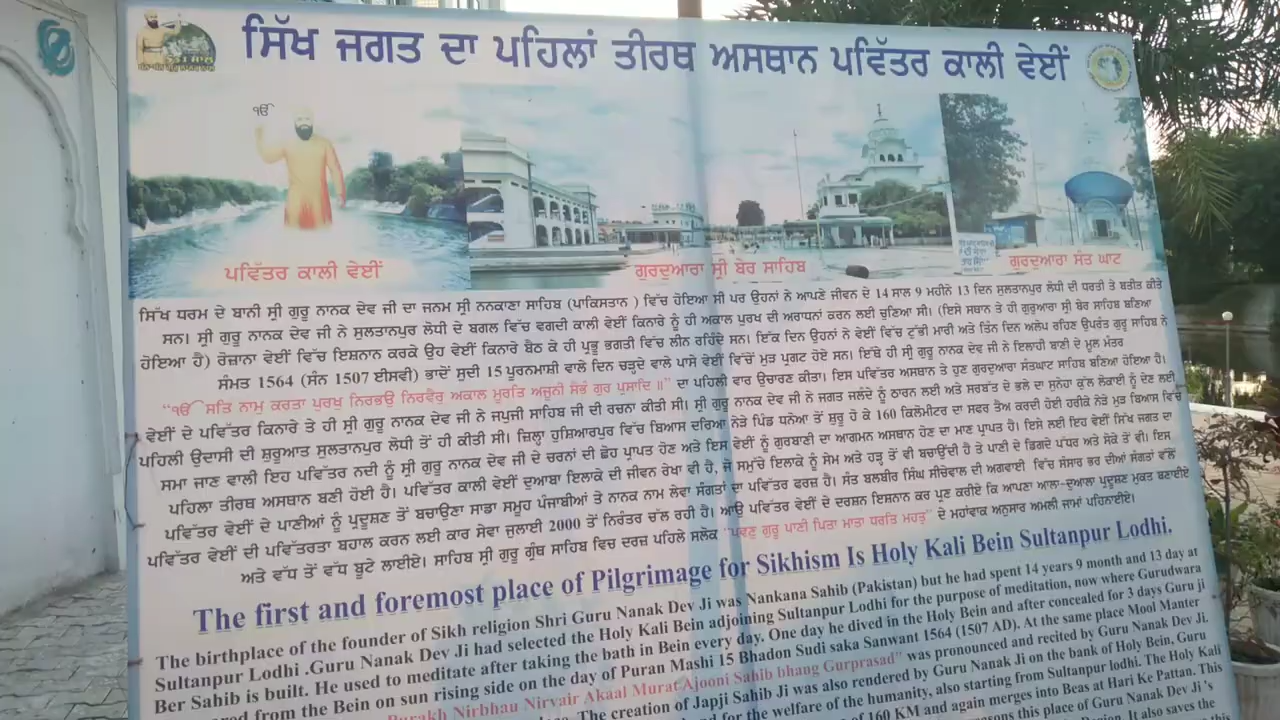 ਸਿੱਖ ਜਗਤ ਦਾ ਪਹਿਲਾਂ ਤੀਰਥ ਅਸਥਾਨ ਪਵਿੱਤਰ ਕਾਲੀ ਵੇਈਂ
ੴ
ਪਵਿੱਤਰ ਕਾਲੀ ਵੇਈਂ
ਗੁਰਦੁਆਰਾ ਸ੍ਰੀ ਬੇਰ ਸਾਹਿਬ
ਗੁਰਦੁਆਰਾ ਸੰਤ ਘਾਟ
ਸਿੱਖ ਧਰਮ ਦੇ ਬਾਨੀ ਸ੍ਰੀ ਗੁਰੂ ਨਾਨਕ ਦੇਵ ਜੀ ਦਾ ਜਨਮ ਸ੍ਰੀ ਨਨਕਾਣਾ ਸਾਹਿਬ (ਪਾਕਿਸਤਾਨ ) ਵਿੱਚ ਹੋਇਆ ਸੀ ਪਰ ਉਹਨਾਂ ਨੇ ਆਪਣੇ ਜੀਵਨ ਦੇ 14 ਸਾਲ 9 ਮਹੀਨੇ 13 ਦਿਨ ਸੁਲਤਾਨਪੁਰ ਲੋਧੀ ਦੀ ਧਰਤੀ ਤੇ ਬਤੀਤ ਕੀਤੇ
ਸਨ। ਸ੍ਰੀ ਗੁਰੂ ਨਾਨਕ ਦੇਵ ਜੀ ਨੇ ਸੁਲਤਾਨਪੁਰ ਲੋਧੀ ਦੇ ਬਗਲ ਵਿੱਚ ਵਗਦੀ ਕਾਲੀ ਵੇਈਂ ਕਿਨਾਰੇ ਨੂੰ ਹੀ ਅਕਾਲ ਪੁਰਖ ਦੀ ਅਰਾਧਨਾਂ ਕਰਨ ਲਈ ਚੁਣਿਆ ਸੀ। (ਇਸੇ ਸਥਾਨ ਤੇ ਹੀ ਗੁਰੁਆਰਾ ਸ੍ਰੀ ਬੇਰ ਸਾਹਿਬ ਬਣਿਆ
ਹੋਇਆ ਹੈ) ਰੋਜ਼ਾਨਾ ਵੇਈਂ ਵਿੱਚ ਇਸ਼ਨਾਨ ਕਰਕੇ ਉਹ ਵੇਈਂ ਕਿਨਾਰੇ ਬੈਠ ਕੇ ਹੀ ਪ੍ਰਭੂ ਭਗਤੀ ਵਿੱਚ ਲੀਨ ਰਹਿੰਦੇ ਸਨ। ਇੱਕ ਦਿਨ ਉਹਨਾਂ ਨੇ ਵੇਈਂ ਵਿੱਚ ਟੁੱਭੀ ਮਾਰੀ ਅਤੇ ਤਿੰਨ ਦਿਨ ਅਲੋਪ ਰਹਿਣ ਉਪਰੰਤ ਗੁਰੂ ਸਾਹਿਬ ਨੇ
ਸੰਮਤ 1564 (ਸੰਨ 1507 ਈਸਵੀ) ਭਾਦੋਂ ਸੁਦੀ 15 ਪੂਰਨਮਾਸ਼ੀ ਵਾਲੇ ਦਿਨ ਚੜ੍ਹਦੇ ਵਾਲੇ ਪਾਸੇ ਵੇਈਂ ਵਿੱਚੋਂ ਮੁੜ ਪ੍ਰਗਟ ਹੋਏ ਸਨ। ਇੱਥੇ ਹੀ ਸ੍ਰੀ ਗੁਰੂ ਨਾਨਕ ਦੇਵ ਜੀ ਨੇ ਇਲਾਹੀ ਬਾਣੀ ਦੇ ਮੂਲ ਮੰਤਰ
“ੴ ਸਤਿ ਨਾਮੁ ਕਰਤਾ ਪੁਰਖੁ ਨਿਰਭਉ ਨਿਰਵੈਰੁ ਅਕਾਲ ਮੂਰਤਿ ਅਜੂਨੀ ਸੈਭੰ ਗੁਰ ਪ੍ਰਸਾਦਿ ॥” ਦਾ ਪਹਿਲੀ ਵਾਰ ਉਚਾਰਣ ਕੀਤਾ। ਇਸ ਪਵਿੱਤਰ ਅਸਥਾਨ ਤੇ ਹੁਣ ਗੁਰਦੁਆਰਾ ਸੰਤਘਾਟ ਸਾਹਿਬ ਬਣਿਆ ਹੋਇਆ ਹੈ।
ਵੇਈਂ ਦੇ ਪਵਿੱਤਰ ਕਿਨਾਰੇ ਤੇ ਹੀ ਸ੍ਰੀ ਗੁਰੂ ਨਾਨਕ ਦੇਵ ਜੀ ਨੇ ਜਪੁਜੀ ਸਾਹਿਬ ਜੀ ਦੀ ਰਚਨਾ ਕੀਤੀ ਸੀ। ਸ੍ਰੀ ਗੁਰੂ ਨਾਨਕ ਦੇਵ ਜੀ ਨੇ ਜਗਤ ਜਲੰਦੇ ਨੂੰ ਠਾਰਨ ਲਈ ਅਤੇ ਸਰਬੱਤ ਦੇ ਭਲੇ ਦਾ ਸੁਨੇਹਾ ਕੁੱਲ ਲੋਕਾਈ ਨੂੰ ਦੇਣ ਲਈ
ਪਹਿਲੀ ਉਦਾਸੀ ਦੀ ਸ਼ੁਰੂਆਤ ਸੁਲਤਾਨਪੁਰ ਲੋਧੀ ਤੋਂ ਹੀ ਕੀਤੀ ਸੀ। ਜ਼ਿਲ੍ਹਾ ਹੁਸ਼ਿਆਰਪੁਰ ਵਿੱਚ ਬਿਆਸ ਦਰਿਆ ਨੇੜੇ ਪਿੰਡ ਧਨੋਆ ਤੋਂ ਸ਼ੁਰੂ ਹੋ ਕੇ 160 ਕਿਲੋਮੀਟਰ ਦਾ ਸਫਰ ਤੈਅ ਕਰਦੀ ਹੋਈ ਹਰੀਕੇ ਨੇੜੇ ਮੁੜ ਬਿਆਸ ਵਿੱਚ
ਸਮਾ ਜਾਣ ਵਾਲੀ ਇਹ ਪਵਿੱਤਰ ਨਦੀ ਨੂੰ ਸ੍ਰੀ ਗੁਰੂ ਨਾਨਕ ਦੇਵ ਜੀ ਦੇ ਚਰਨਾਂ ਦੀ ਛੋਹ ਪ੍ਰਾਪਤ ਹੋਣ ਅਤੇ ਇਸ ਵੇਈਂ ਨੂੰ ਗੁਰਬਾਣੀ ਦਾ ਆਗਮਨ ਅਸਥਾਨ ਹੋਣ ਦਾ ਮਾਣ ਪ੍ਰਾਪਤ ਹੈ। ਇਸੇ ਲਈ ਇਹ ਵੇਈਂ ਸਿੱਖ ਜਗਤ ਦਾ
ਪਹਿਲਾ ਤੀਰਥ ਅਸਥਾਨ ਬਣੀ ਹੋਈ ਹੈ। ਪਵਿੱਤਰ ਕਾਲੀ ਵੇਈਂ ਦੁਆਬਾ ਇਲਾਕੇ ਦੀ ਜੀਵਨ ਰੇਖਾ ਵੀ ਹੈ, ਜੋ ਸਮੁੱਚੇ ਇਲਾਕੇ ਨੂੰ ਸੇਮ ਅਤੇ ਹੜ੍ਹ ਤੋਂ ਵੀ ਬਚਾਉਂਦੀ ਹੈ ਤੇ ਪਾਣੀ ਦੇ ਡਿਗਦੇ ਪੱਧਰ ਅਤੇ ਸੋਕੇ ਤੋਂ ਵੀ। ਇਸ
ਪਵਿੱਤਰ ਵੇਈਂ ਦੇ ਪਾਣੀਆਂ ਨੂੰ ਪ੍ਰਦੂਸ਼ਣ ਤੋਂ ਬਚਾਉਣਾ ਸਾਡਾ ਸਮੂਹ ਪੰਜਾਬੀਆਂ ਤੇ ਨਾਨਕ ਨਾਮ ਲੇਵਾ ਸੰਗਤਾਂ ਦਾ ਪਵਿੱਤਰ ਫਰਜ਼ ਹੈ। ਸੰਤ ਬਲਬੀਰ ਸਿੰਘ ਸੀਚੇਵਾਲ ਦੀ ਅਗਵਾਈ ਵਿੱਚ ਸੰਸਾਰ ਭਰ ਦੀਆਂ ਸੰਗਤਾਂ ਵੱਲੋਂ
ਪਵਿੱਤਰ ਵੇਈਂ ਦੀ ਪਵਿੱਤਰਤਾ ਬਹਾਲ ਕਰਨ ਲਈ ਕਾਰ ਸੇਵਾ ਜੁਲਾਈ 2000 ਤੋਂ ਨਿਰੰਤਰ ਚੱਲ ਰਹੀ ਹੈ। ਆਉ ਪਵਿੱਤਰ ਵੇਈਂ ਦੇ ਦਰਸ਼ਨ ਇਸ਼ਨਾਨ ਕਰ ਪ੍ਰਣ ਕਰੀਏ ਕਿ ਆਪਣਾ ਆਲਾ-ਦੁਆਲਾ ਪ੍ਰਦੂਸ਼ਣ ਮੁਕਤ ਬਣਾਈਏ
ਅਤੇ ਵੱਧ ਤੋਂ ਵੱਧ ਬੂਟੇ ਲਾਈਏ। ਸਾਹਿਬ ਸ੍ਰੀ ਗੁਰੂ ਗ੍ਰੰਥ ਸਾਹਿਬ ਵਿਚ ਦਰਜ਼ ਪਹਿਲੇ ਸਲੋਕ “ਪਵਣੁ ਗੁਰੂ ਪਾਣੀ ਪਿਤਾ ਮਾਤਾ ਧਰਤਿ ਮਹਤੁ” ਦੇ ਮਹਾਂਵਾਕ ਅਨੁਸਾਰ ਅਮਲੀ ਜਾਮਾਂ ਪਹਿਨਾਈਏ।
The first and foremost place of Pilgrimage for Sikhism Is Holy Kali Bein Sultanpur Lodhi.
The birthplace of the founder of Sikh religion Shri Guru Nanak Dev Ji was Nankana Sahib (Pakistan) but he had spent 14 years 9 month and 13 day at
Sultanpur Lodhi .Guru Nanak Dev Ji had selected the Holy Kali Bein adjoining Sultanpur Lodhi for the purpose of meditation, now where Gurudwara
Ber Sahib is built. He used to meditate after taking the bath in Bein every day. One day he dived in the Holy Bein and after concealed for 3 days Guru ji
from the Bein on sun rising side on the day of Puran Mashi 15 Bhadon Sudi saka Sanwant 1564 (1507 AD). At the same place Mool Manter
Purakh Nirbhau Nirvair Akaal Murat Ajooni Sahib bhang Gurprasad” was pronounced and recited by Guru Nanak Dev Ji.
The creation of Japji Sahib Ji was also rendered by Guru Nanak Ji on the bank of Holy Bein. Guru
for the welfare of the humanity, also starting from Sultanpur lodhi. The Holy Kali
of 160 KM and again merges into Beas at Hari Ke Pattan. This
this place of Guru Nanak Dev Ji 's
It also saves the